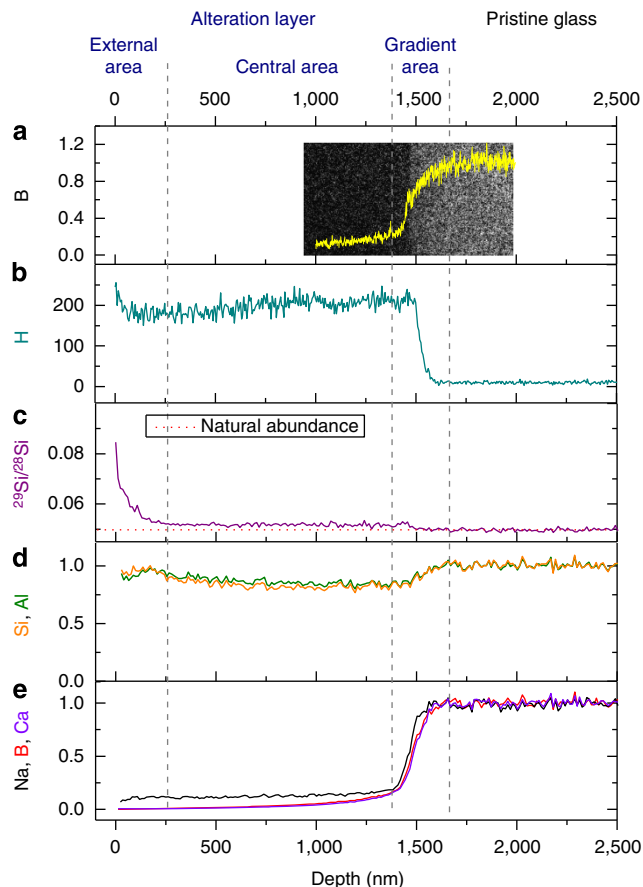 Alteration layer
Pristine glass
External area
Central area
Gradient area
0 500 1,000 1,500 2,000 2,500
a
B
1.2
0.8
0.4
0.0
b
H
200
100
0
c
²⁹Si/²⁸Si
Natural abundance
0.08
0.06
d
Si, Al
1.0
0.5
0.0
e
Na, B, Ca
1.0
0.5
0.0
0 500 1,000 1,500 2,000 2,500
Depth (nm)